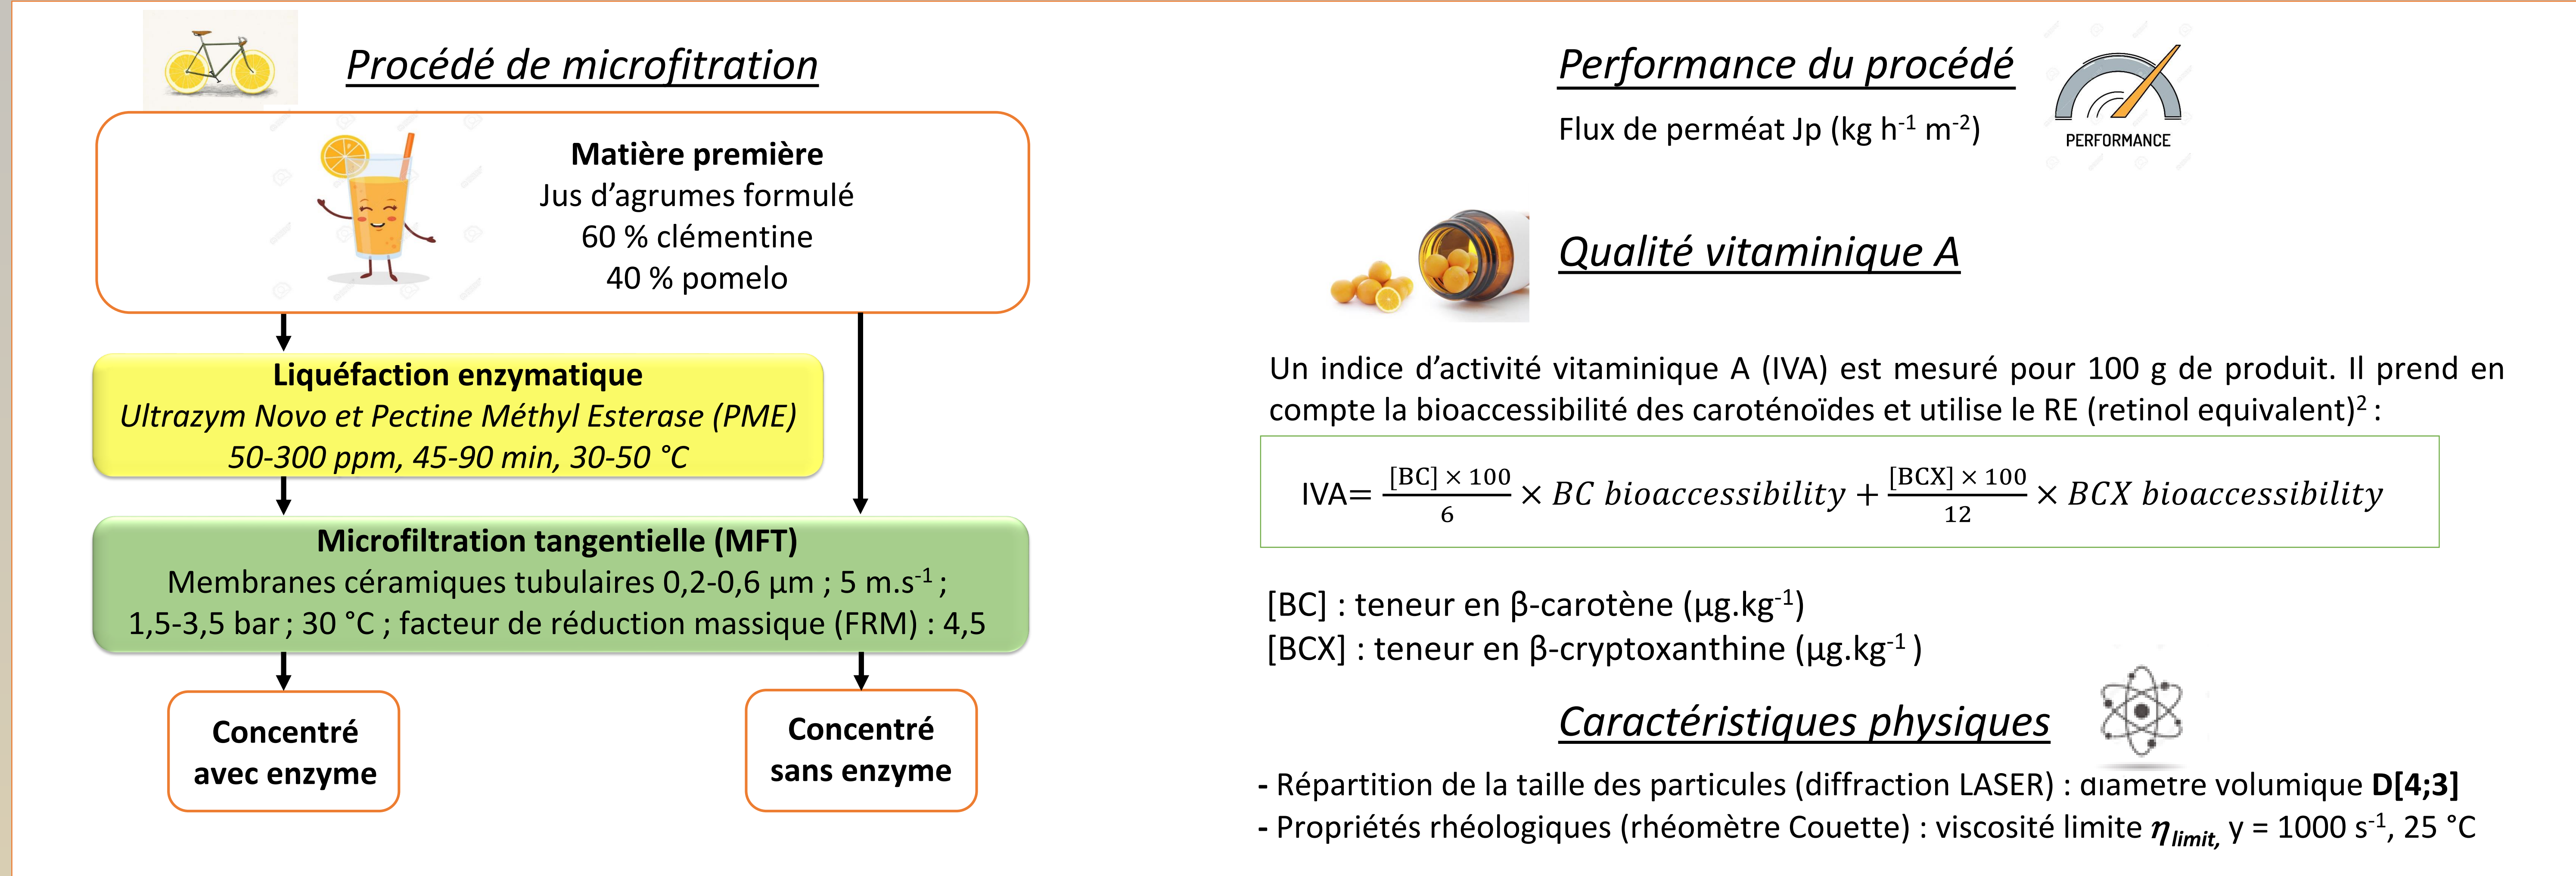 Procédé de microfitration
Matière première
Jus d’agrumes formulé
60 % clémentine
40 % pomelo
Liquéfaction enzymatique
Ultrazym Novo et Pectine Méthyl Esterase (PME)
50-300 ppm, 45-90 min, 30-50 °C
Microfiltration tangentielle (MFT)
Membranes céramiques tubulaires 0,2-0,6 µm ; 5 m.s⁻¹ ;
1,5-3,5 bar ; 30 °C ; facteur de réduction massique (FRM) : 4,5
Concentré
avec enzyme
Concentré
sans enzyme
Performance du procédé
Flux de perméat Jp (kg h⁻¹ m⁻²)
PERFORMANCE
Qualité vitaminique A
Un indice d’activité vitaminique A (IVA) est mesuré pour 100 g de produit. Il prend en
compte la bioaccessibilité des caroténoïdes et utilise le RE (retinol equivalent)² :
IVA= [BC] × 100 / 6 × BC bioaccessibility + [BCX] × 100 / 12 × BCX bioaccessibility
[BC] : teneur en β-carotène (µg.kg⁻¹)
[BCX] : teneur en β-cryptoxanthine (µg.kg⁻¹ )
Caractéristiques physiques
- Répartition de la taille des particules (diffraction LASER) : diametre volumique D[4;3]
- Propriétés rhéologiques (rhéomètre Couette) : viscosité limite η limit, y = 1000 s⁻¹, 25 °C